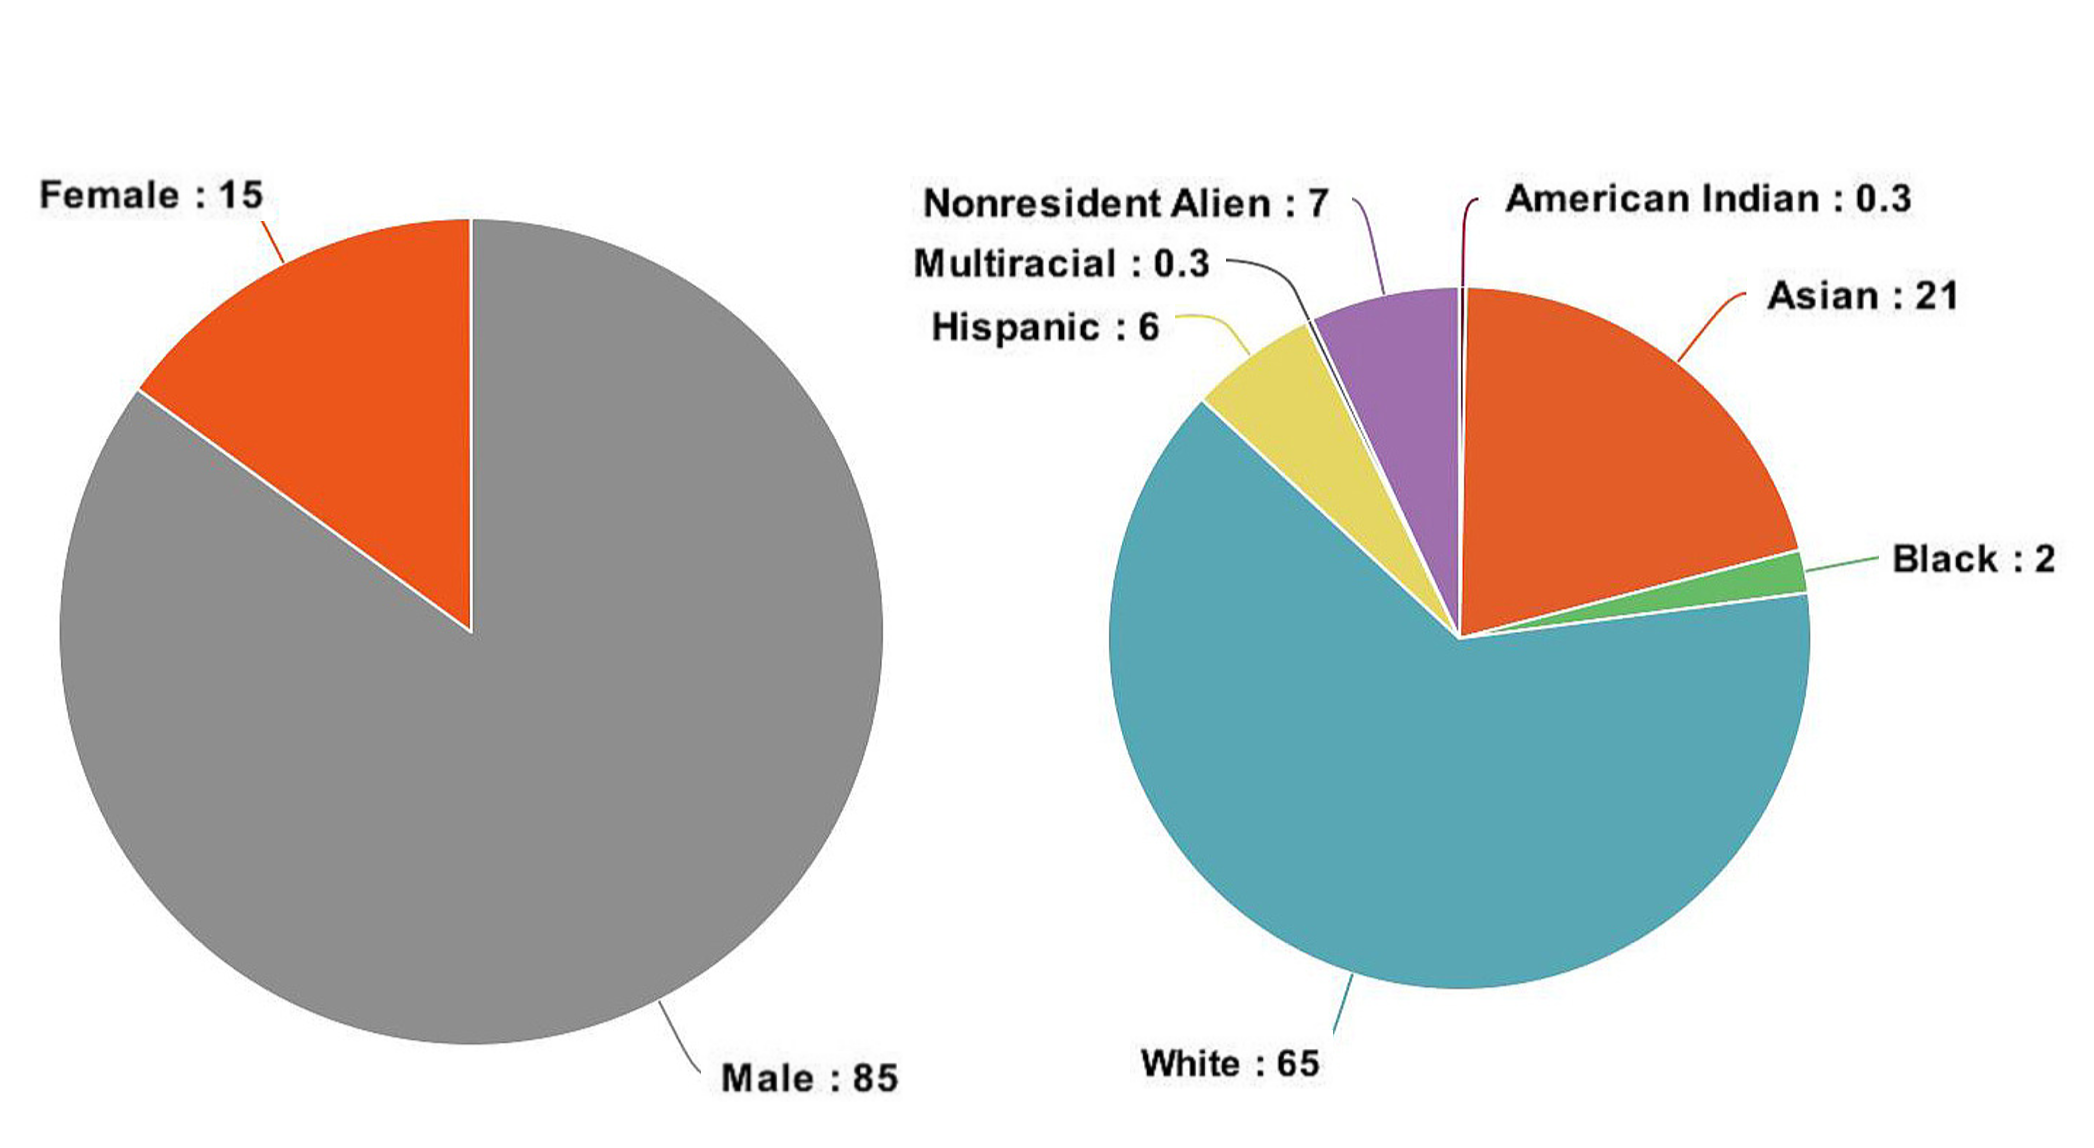 Female : 15
Male : 85
Nonresident Alien : 7
American Indian : 0.3
Multiracial : 0.3
Asian : 21
Hispanic : 6
Black : 2
White : 65